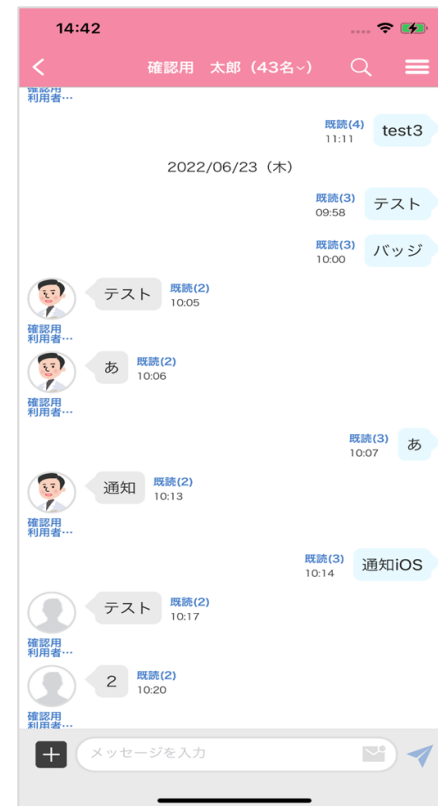 14:42
確認用 太郎（43名~）
確認用
利用者…
既読(4)
11:11
test3
2022/06/23（木）
既読(3)
09:58
テスト
既読(3)
10:00
バッジ
テスト
既読(2)
10:05
確認用
利用者…
あ
既読(2)
10:06
確認用
利用者…
既読(3)
10:07
あ
通知
既読(2)
10:13
確認用
利用者…
既読(3)
10:14
通知iOS
テスト
既読(2)
10:17
確認用
利用者…
2
既読(2)
10:20
確認用
利用者…
メッセージを入力